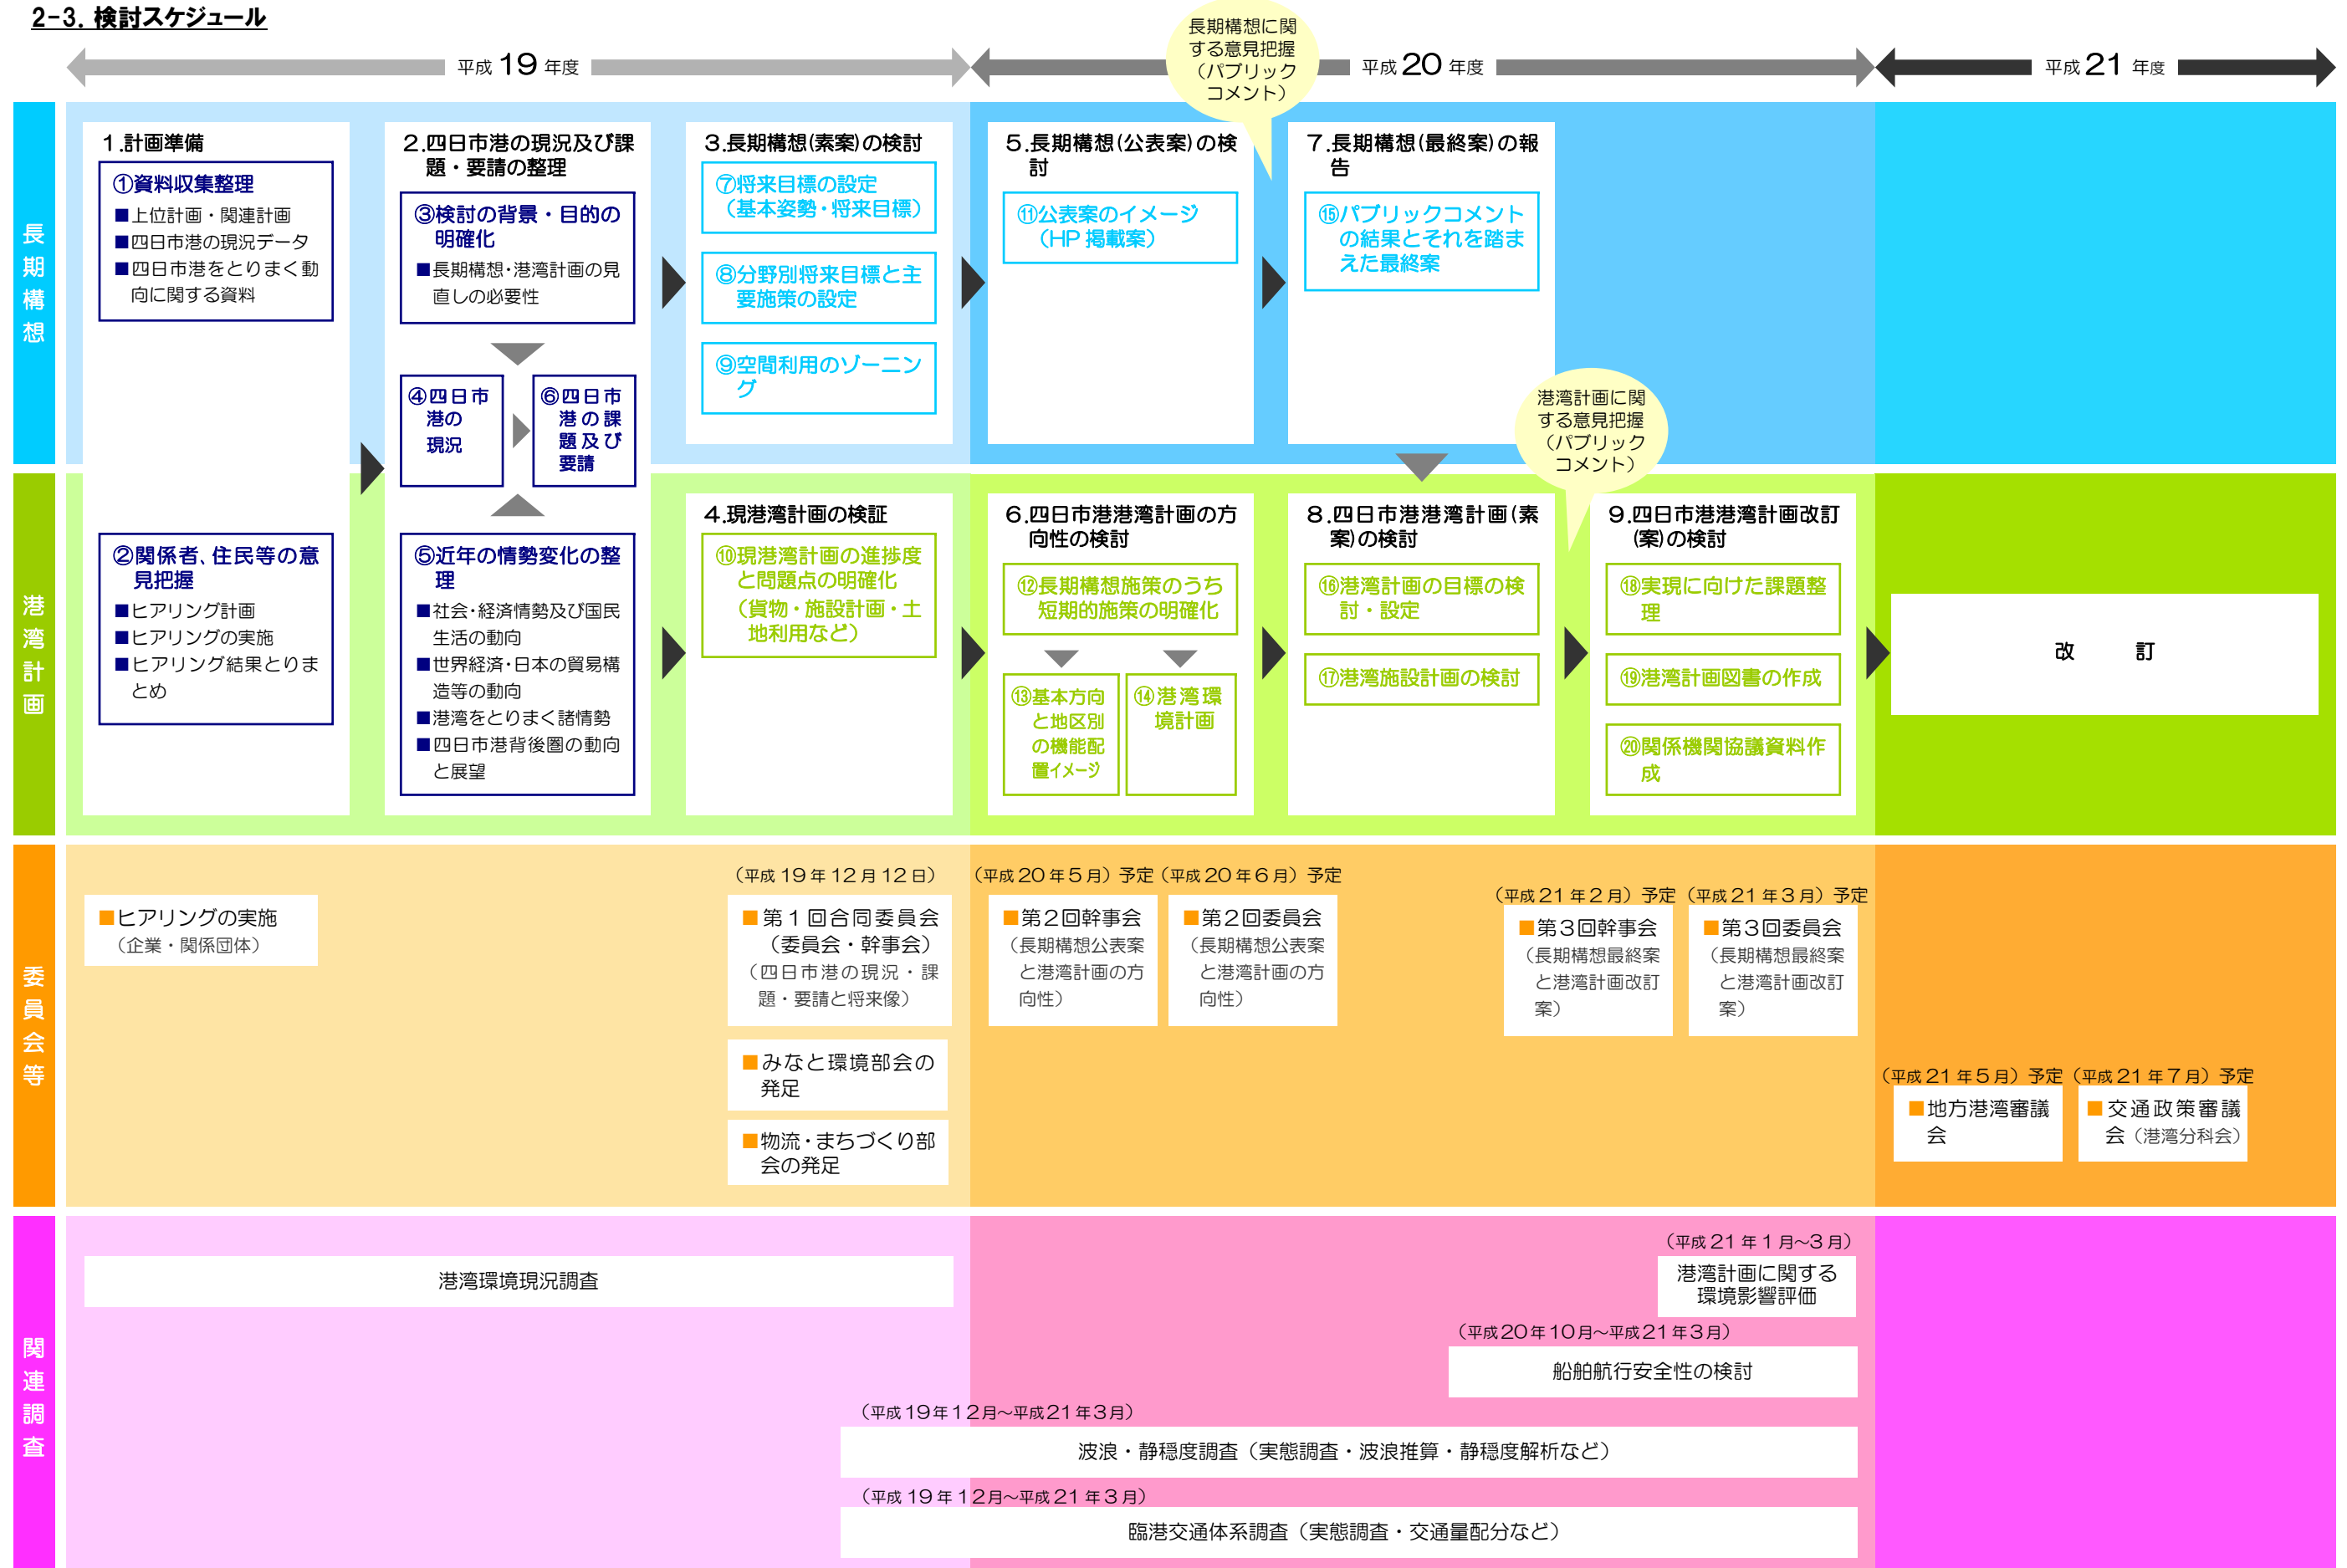 2-3. 検討スケジュール
平成 19 年度
平成 20 年度
平成 21 年度
長期構想に関
する意見把握
（パブリック
コメント）
長期構想
1.計画準備
①資料収集整理
■上位計画・関連計画
■四日市港の現況データ
■四日市港をとりまく動
向に関する資料
2.四日市港の現況及び課
題・要請の整理
③検討の背景・目的の
明確化
■長期構想・港湾計画の見
直しの必要性
④四日市
港の
現況
⑥四日市
港の課
題及び
要請
3.長期構想(素案)の検討
⑦将来目標の設定
（基本姿勢・将来目標）
⑧分野別将来目標と主
要施策の設定
⑨空間利用のゾーニン
グ
5.長期構想(公表案)の検
討
⑪公表案のイメージ
（HP 掲載案）
7.長期構想(最終案)の報
告
⑮パブリックコメント
の結果とそれを踏ま
えた最終案
港湾計画に関
する意見把握
（パブリック
コメント）
港湾計画
②関係者、住民等の意
見把握
■ヒアリング計画
■ヒアリングの実施
■ヒアリング結果とりま
とめ
⑤近年の情勢変化の整
理
■社会・経済情勢及び国民
生活の動向
■世界経済・日本の貿易構
造等の動向
■港湾をとりまく諸情勢
■四日市港背後圏の動向
と展望
4.現港湾計画の検証
⑩現港湾計画の進捗度
と問題点の明確化
（貨物・施設計画・土
地利用など）
6.四日市港港湾計画の方
向性の検討
⑫長期構想施策のうち
短期的施策の明確化
⑬基本方向
と地区別
の機能配
置イメージ
⑭港湾環
境計画
8.四日市港港湾計画(素
案)の検討
⑯港湾計画の目標の検
討・設定
⑰港湾施設計画の検討
9.四日市港港湾計画改訂
(案)の検討
⑱実現に向けた課題整
理
⑲港湾計画図書の作成
⑳関係機関協議資料作
成
改 訂
委員会等
■ヒアリングの実施
（企業・関係団体）
（平成 19 年 12 月 12 日）
■第１回合同委員会
（委員会・幹事会）
（四日市港の現況・課
題・要請と将来像）
■みなと環境部会の
発足
■物流・まちづくり部
会の発足
（平成 20 年 5 月）予定
■第２回幹事会
（長期構想公表案
と港湾計画の方
向性）
（平成 20 年 6 月）予定
■第２回委員会
（長期構想公表案
と港湾計画の方
向性）
（平成 21 年 2 月）予定
■第３回幹事会
（長期構想最終案
と港湾計画改訂
案）
（平成 21 年 3 月）予定
■第３回委員会
（長期構想最終案
と港湾計画改訂
案）
（平成 21 年 5 月）予定
■地方港湾審議
会
（平成 21 年 7 月）予定
■交通政策審議
会（港湾分科会）
関連調査
港湾環境現況調査
（平成 21 年 1 月～3 月）
港湾計画に関する
環境影響評価
（平成20年10月～平成21年3月）
船舶航行安全性の検討
（平成19年12月～平成21年3月）
波浪・静穏度調査（実態調査・波浪推算・静穏度解析など）
（平成 19 年 12月～平成 21 年 3 月）
臨港交通体系調査（実態調査・交通量配分など）